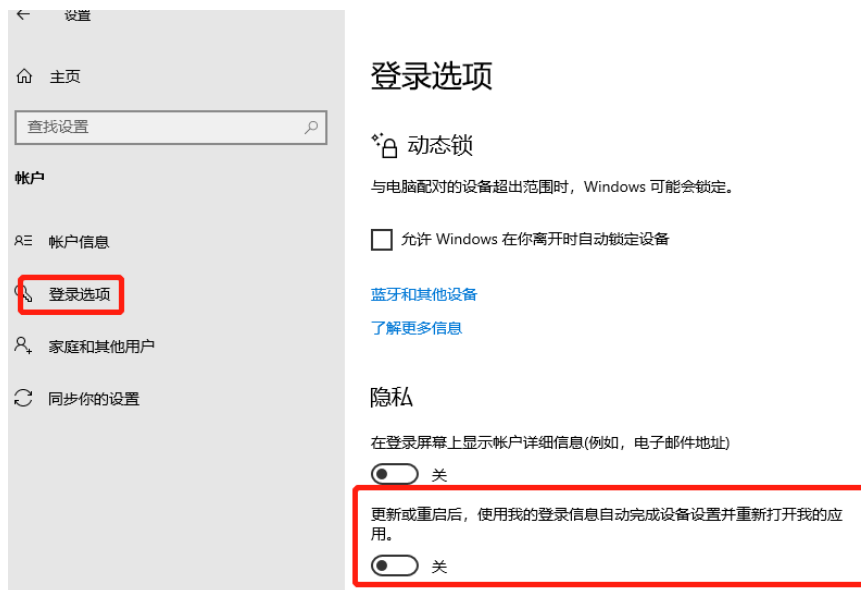 设置
主页
查找设置
帐户
帐户信息
登录选项
家庭和其他用户
同步你的设置
登录选项
动态锁
与电脑配对的设备超出范围时，Windows 可能会锁定。
允许 Windows 在你离开时自动锁定设备
蓝牙和其他设备
了解更多信息
隐私
在登录屏幕上显示帐户详细信息(例如，电子邮件地址)
关
更新或重启后，使用我的登录信息自动完成设备设置并重新打开我的应
用。
关